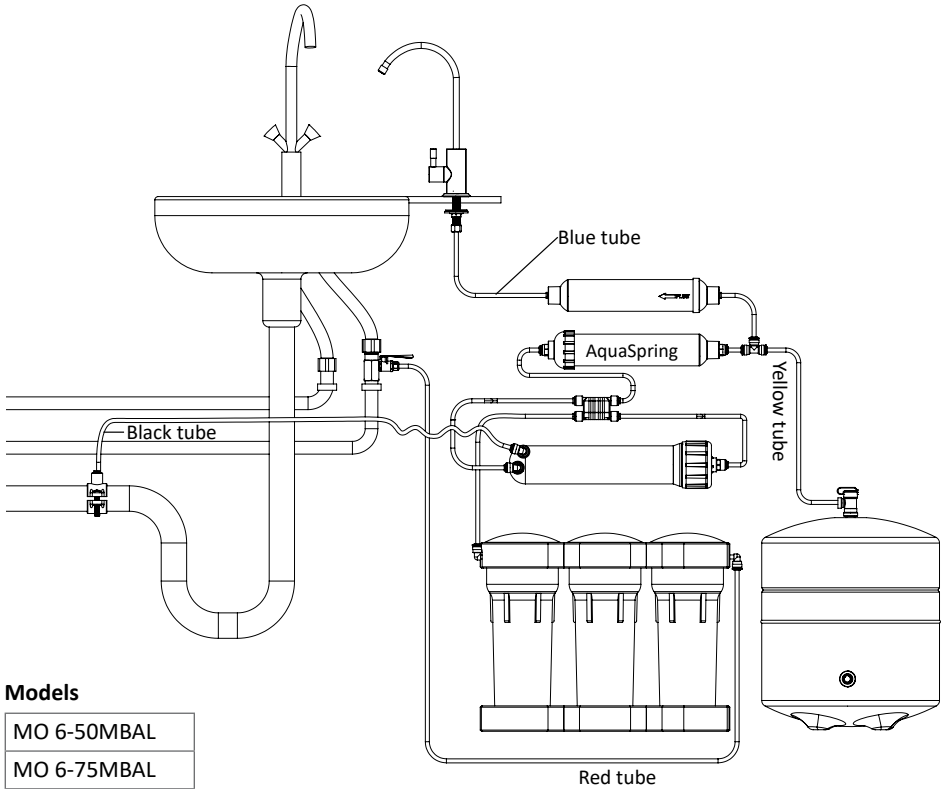 Blue tube
AquaSpring
Yellow tube
Black tube
Models
MO 6-50MBAL
MO 6-75MBAL
Red tube